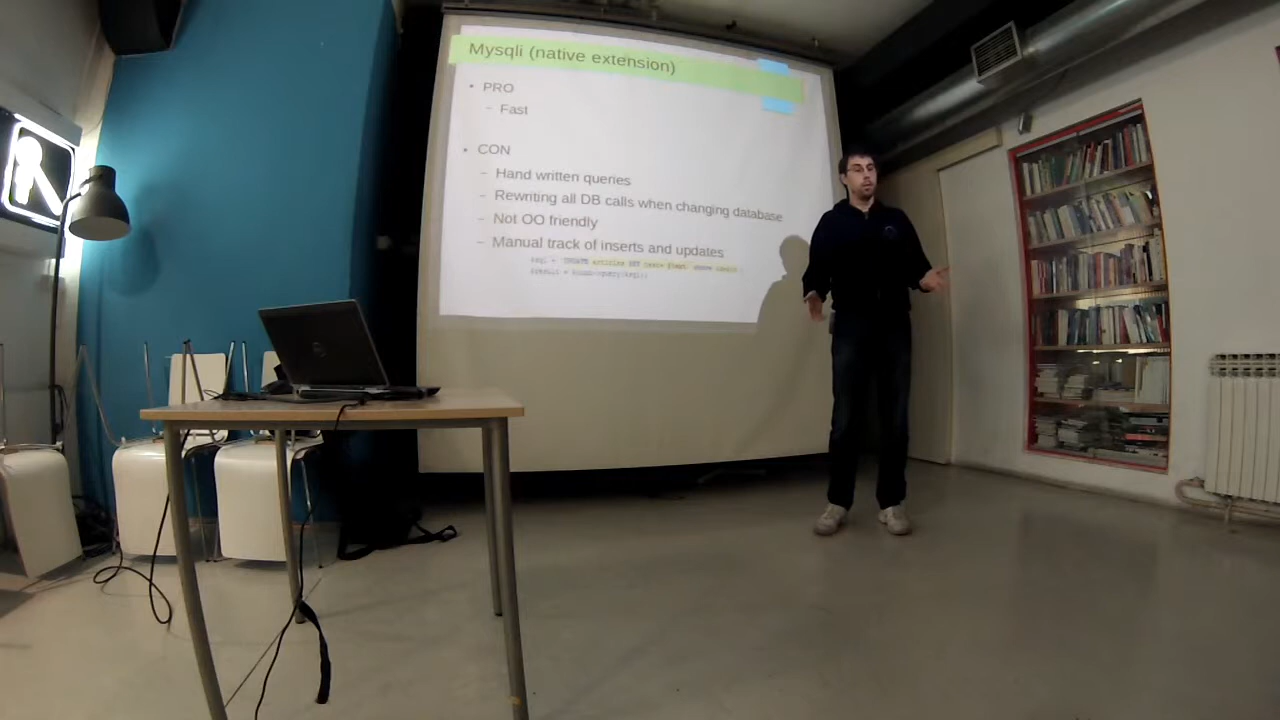 Mysqli (native extension)
• PRO
– Fast
• CON
– Hand written queries
– Rewriting all DB calls when changing database
– Not OO friendly
– Manual track of inserts and updates